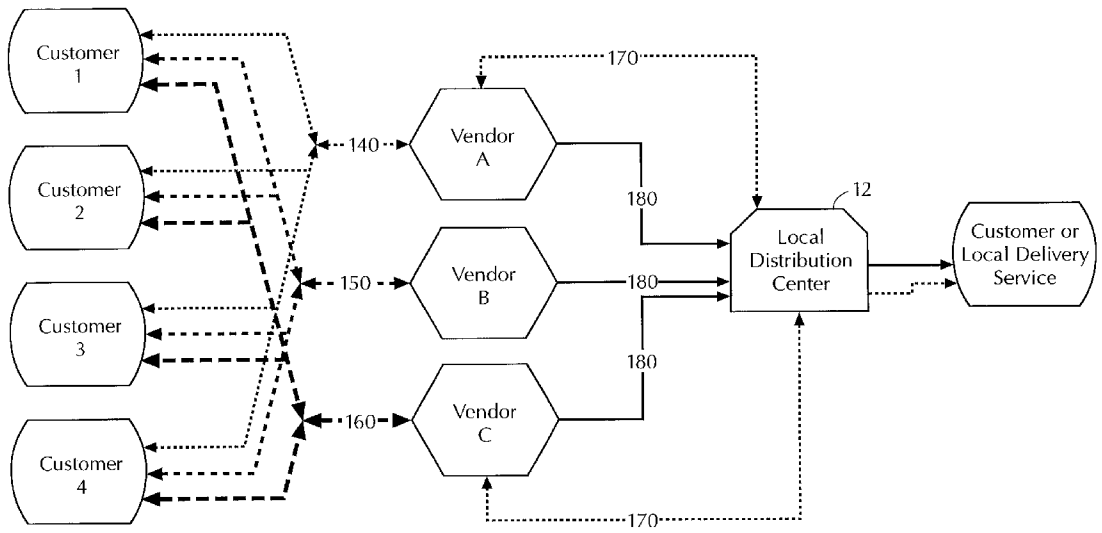 Customer
1
Customer
2
Customer
3
Customer
4
140
150
160
Vendor
A
Vendor
B
Vendor
C
170
180
180
180
170
12
Local
Distribution
Center
Customer or
Local Delivery
Service